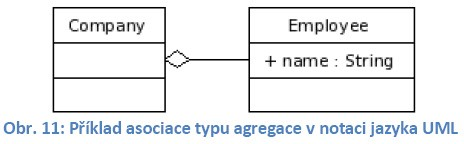 Company
Employee
+ name : String
Obr. 11: Příklad asociace typu agregace v notaci jazyka UML